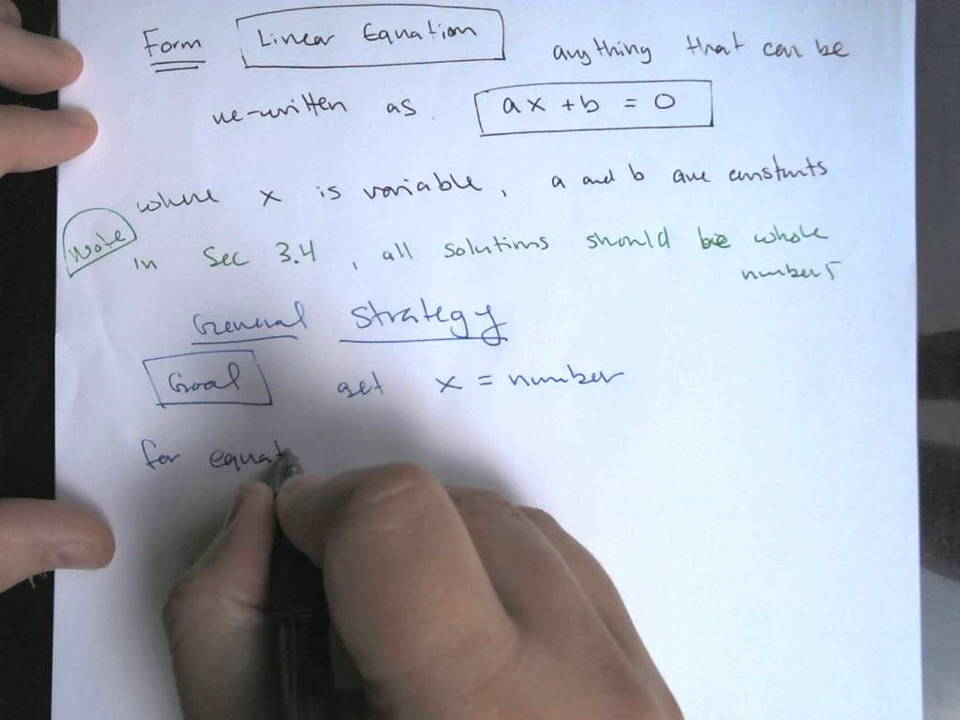 Form Linear Equation anything that can be
re-written as ax + b = 0
where x is variable, a and b are constants
Note in Sec 3.4, all solutions should be whole
numbers
General Strategy
Goal get x = number
for equat